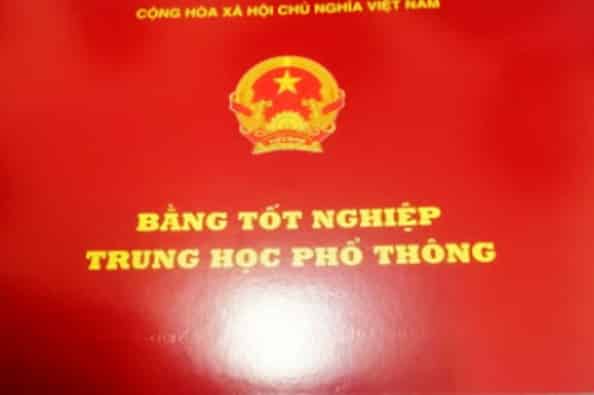 CỘNG HÒA XÃ HỘI CHỦ NGHĨA VIỆT NAM
BẰNG TỐT NGHIỆP
TRUNG HỌC PHỔ THÔNG